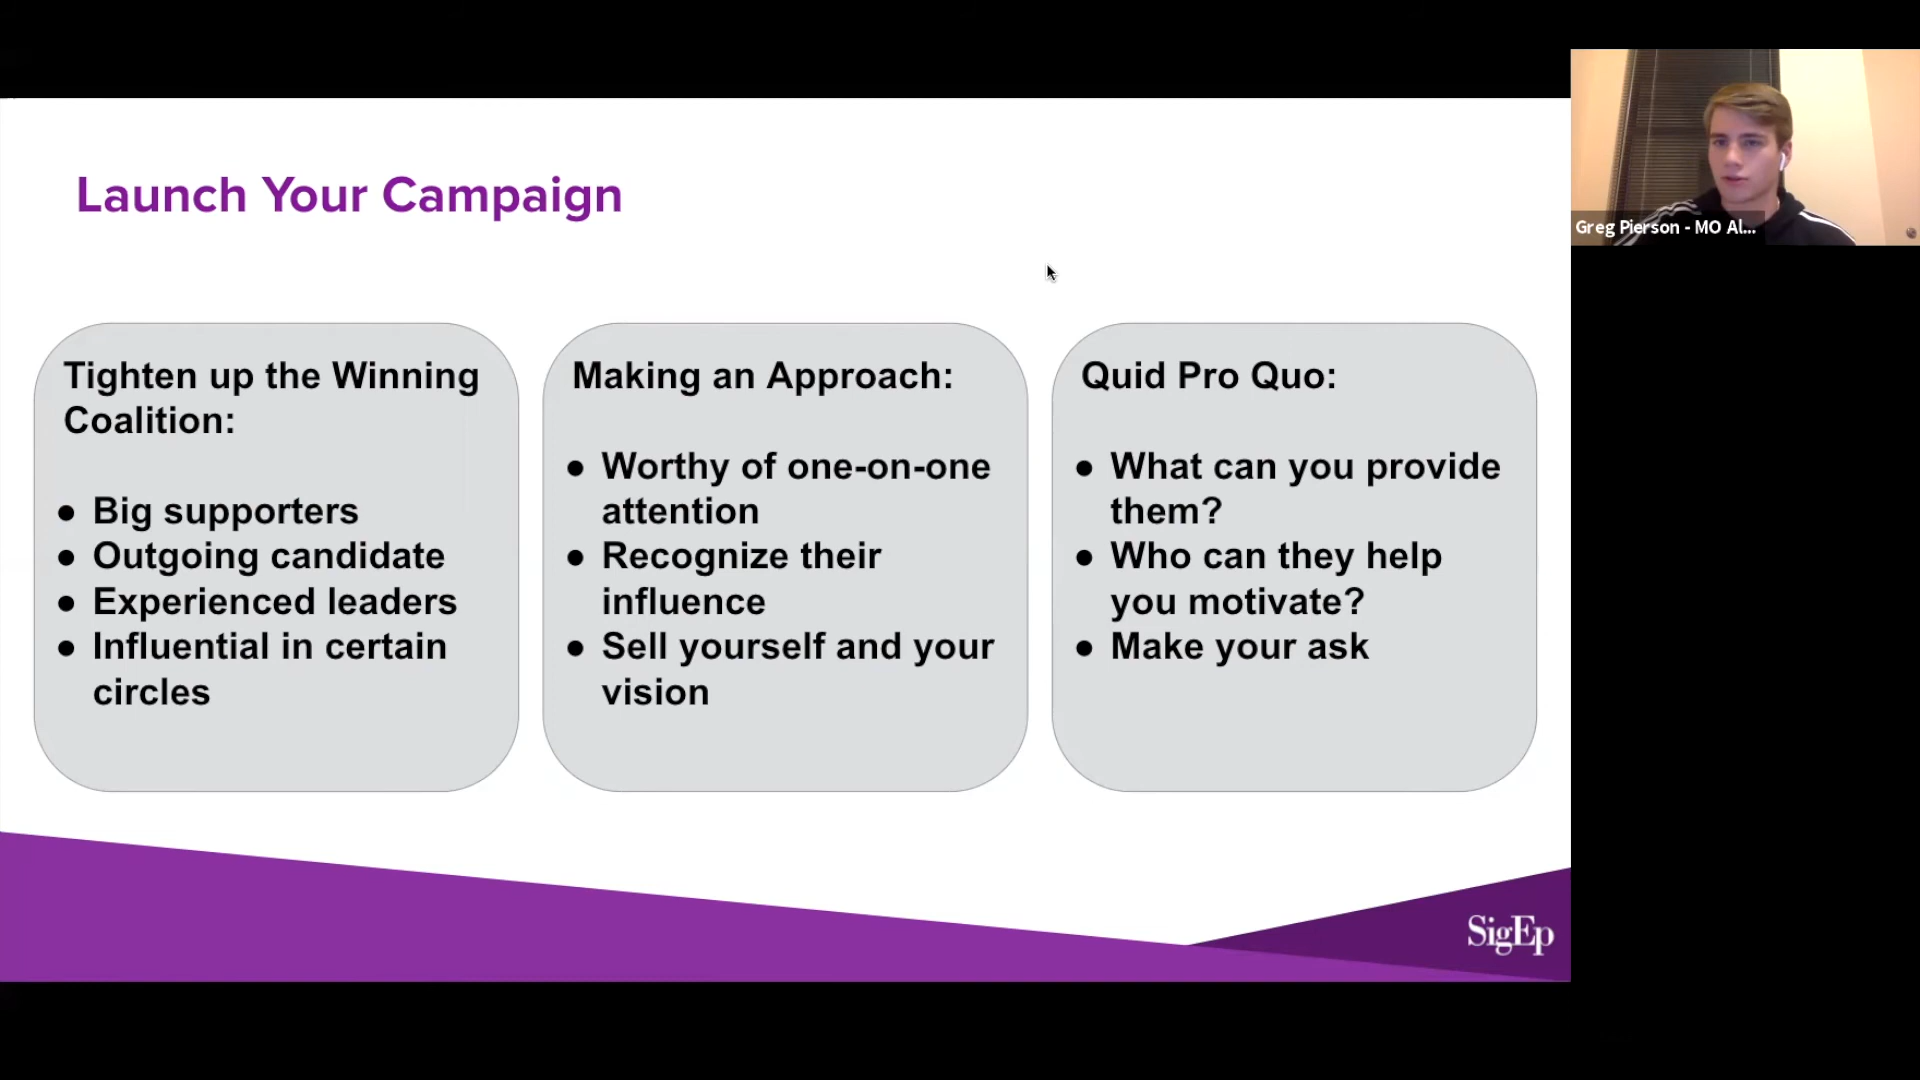 Launch Your Campaign
Greg Pierson - MO Al...
Tighten up the Winning
Coalition:
● Big supporters
● Outgoing candidate
● Experienced leaders
● Influential in certain
circles
Making an Approach:
● Worthy of one-on-one
attention
● Recognize their
influence
● Sell yourself and your
vision
Quid Pro Quo:
● What can you provide
them?
● Who can they help
you motivate?
● Make your ask
SigEp